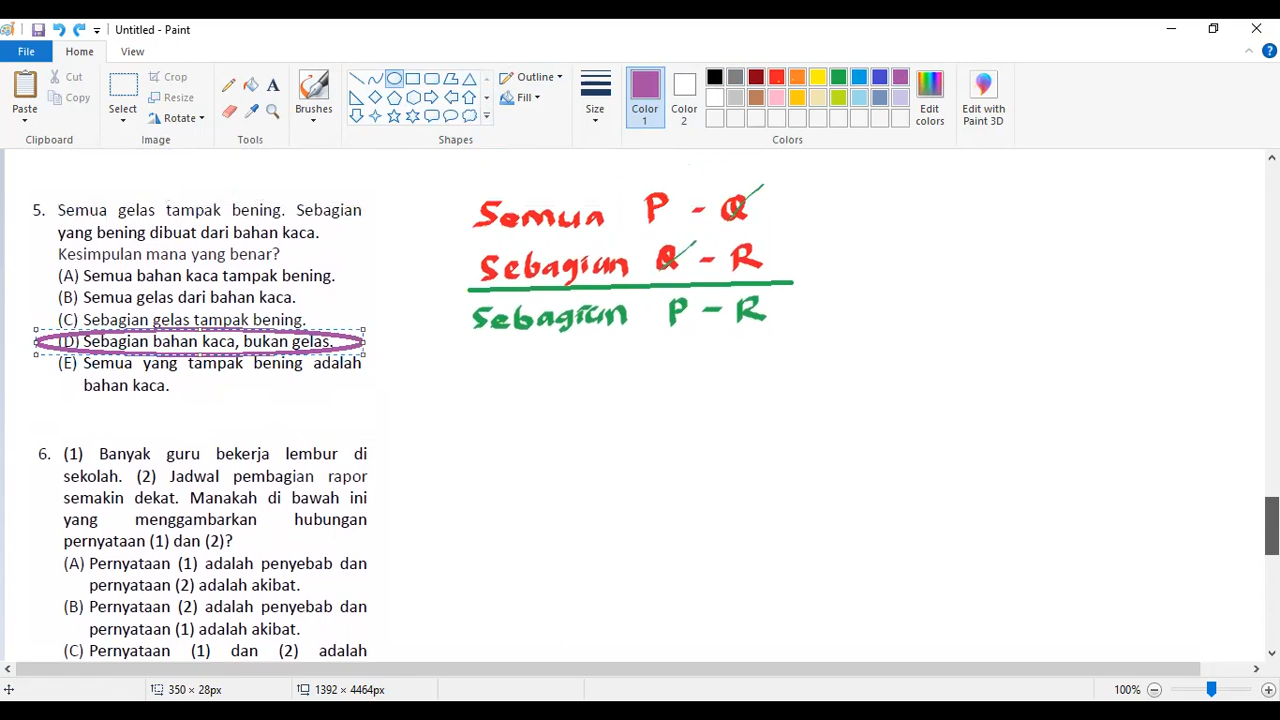 Untitled - Paint
File Home View
Paste
Cut
Copy
Clipboard
Select
Crop
Resize
Rotate
Image
A
Tools
Brushes
Outline
Fill
Shapes
Size
Color 1
Color 2
Edit colors
Edit with Paint 3D
Colors
5. Semua gelas tampak bening. Sebagian
yang bening dibuat dari bahan kaca.
Kesimpulan mana yang benar?
(A) Semua bahan kaca tampak bening.
(B) Semua gelas dari bahan kaca.
(C) Sebagian gelas tampak bening.
(D) Sebagian bahan kaca, bukan gelas.
(E) Semua yang tampak bening adalah
bahan kaca.
Semua P - Q
Sebagian Q - R
Sebagian P - R
6. (1) Banyak guru bekerja lembur di
sekolah. (2) Jadwal pembagian rapor
semakin dekat. Manakah di bawah ini
yang menggambarkan hubungan
pernyataan (1) dan (2)?
(A) Pernyataan (1) adalah penyebab dan
pernyataan (2) adalah akibat.
(B) Pernyataan (2) adalah penyebab dan
pernyataan (1) adalah akibat.
(C) Pernyataan (1) dan (2) adalah
350 × 28px
1392 × 4464px
100%